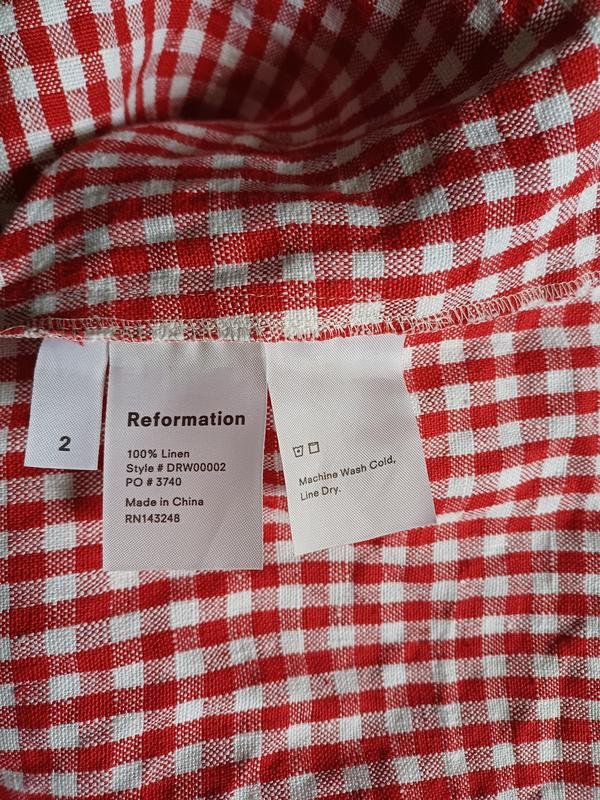 2
Reformation
100% Linen
Style # DRW00002
PO # 3740
Made in China
RN143248
Machine Wash Cold,
Line Dry.